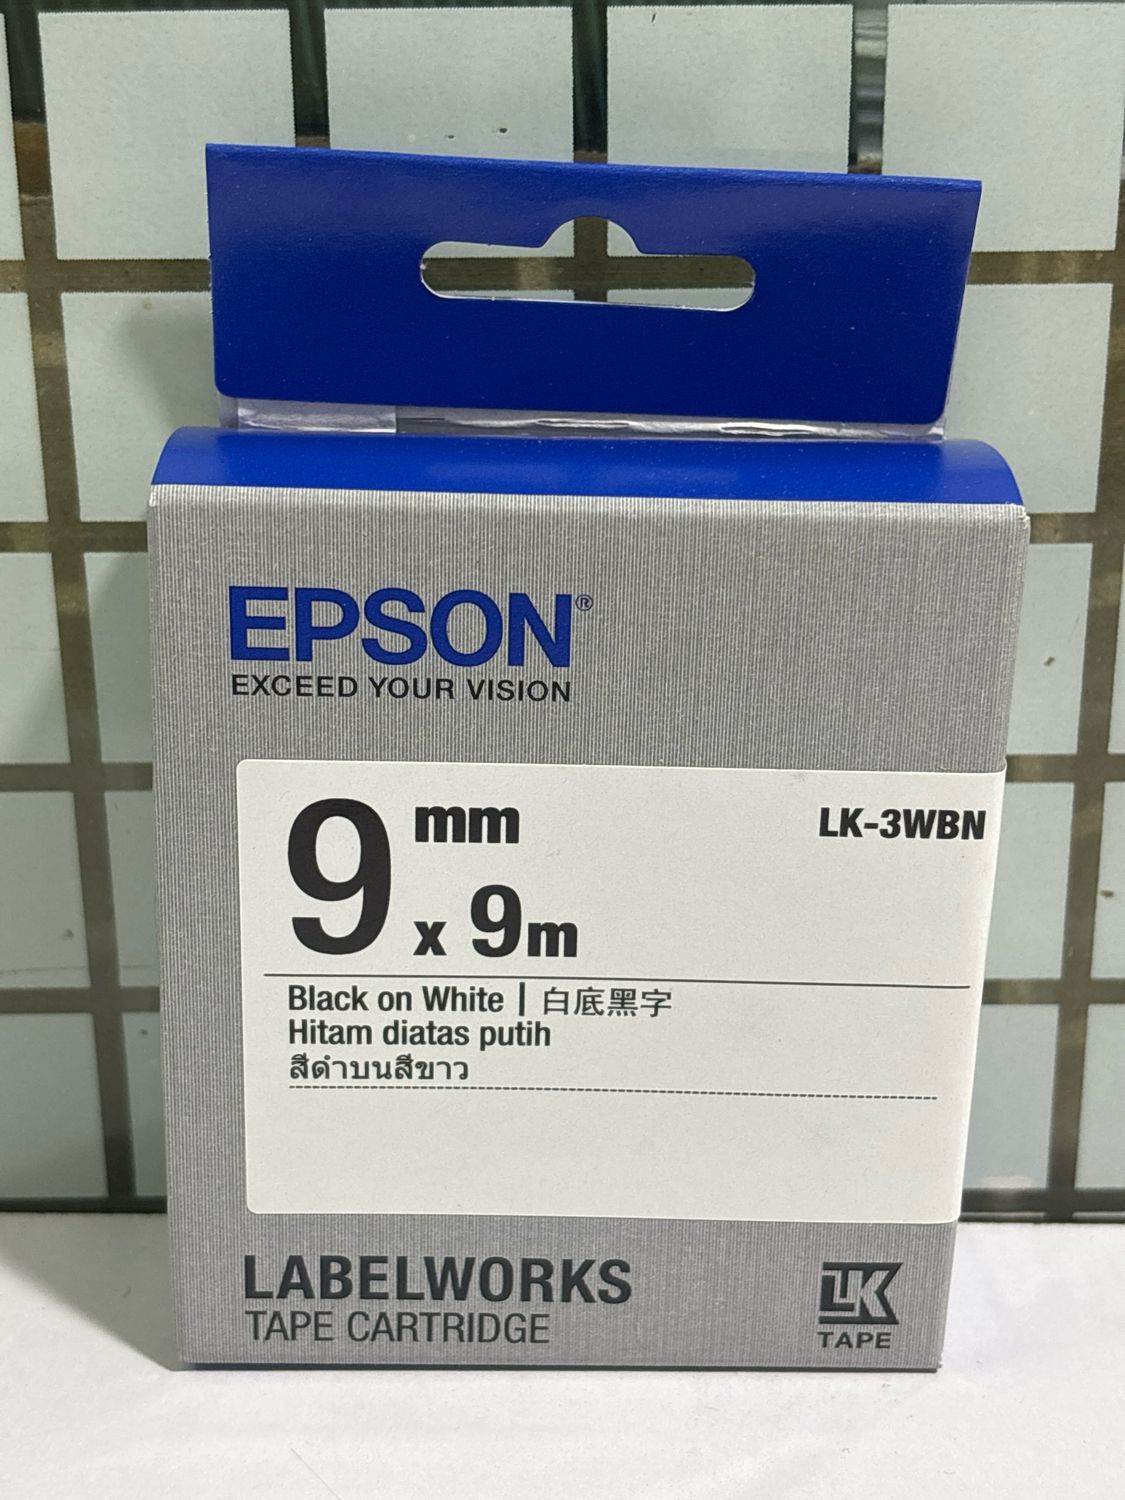 EPSON®
EXCEED YOUR VISION
9 mm x 9m
LK-3WBN
Black on White | 白底黑字
Hitam diatas putih
สีดำบนสีขาว
LABELWORKS
TAPE CARTRIDGE
LK
TAPE